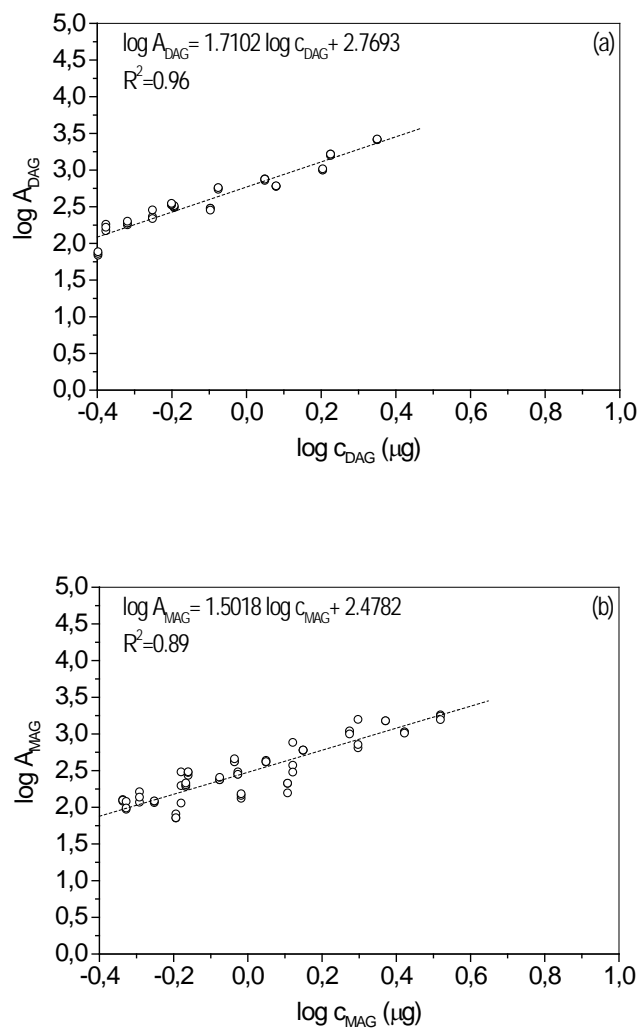 5,0
4,5
4,0
3,5
3,0
2,5
2,0
1,5
1,0
0,5
0,0
log A_DAG
log A_DAG= 1.7102 log c_DAG+ 2.7693
(a)
R²=0.96
-0,4 -0,2 0,0 0,2 0,4 0,6 0,8 1,0
log c_DAG (μg)
5,0
4,5
4,0
3,5
3,0
2,5
2,0
1,5
1,0
0,5
0,0
log A_MAG
log A_MAG= 1.5018 log c_MAG+ 2.4782
(b)
R²=0.89
-0,4 -0,2 0,0 0,2 0,4 0,6 0,8 1,0
log c_MAG (μg)